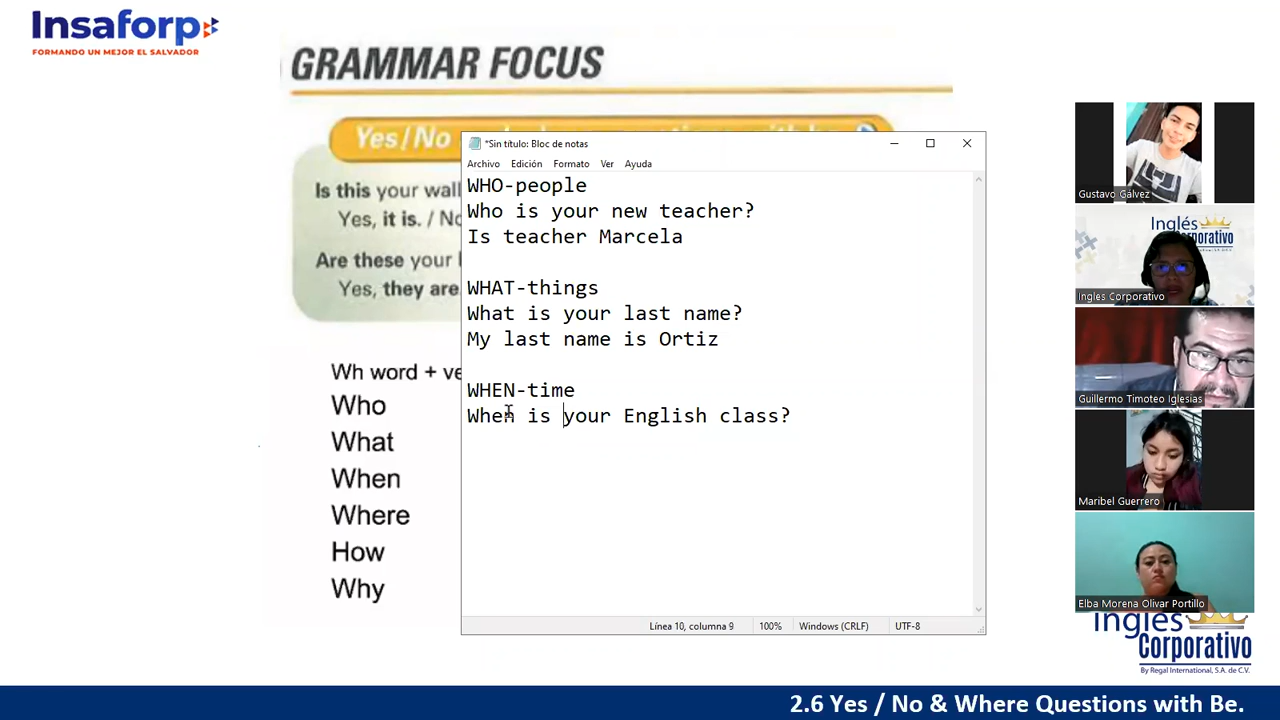 Insaforp
FORMANDO UN MEJOR EL SALVADOR
GRAMMAR FOCUS
Yes/No
Is this your wall
Yes, it is. / No
Are these your
Yes, they are.
Wh word + ve
Who
What
When
Where
How
Why
*Sin título: Bloc de notas
Archivo Edición Formato Ver Ayuda
WHO-people
Who is your new teacher?
Is teacher Marcela
WHAT-things
What is your last name?
My last name is Ortiz
WHEN-time
When is your English class?
Línea 10, columna 9 100% Windows (CRLF) UTF-8
Gustavo Gálvez
Inglés
Corporativo
Ingles Corporativo
Guillermo Timoteo Iglesias
Maribel Guerrero
Elba Morena Olivar Portillo
Inglés
Corporativo
By Regal International, S.A. de C.V.
2.6 Yes / No & Where Questions with Be.